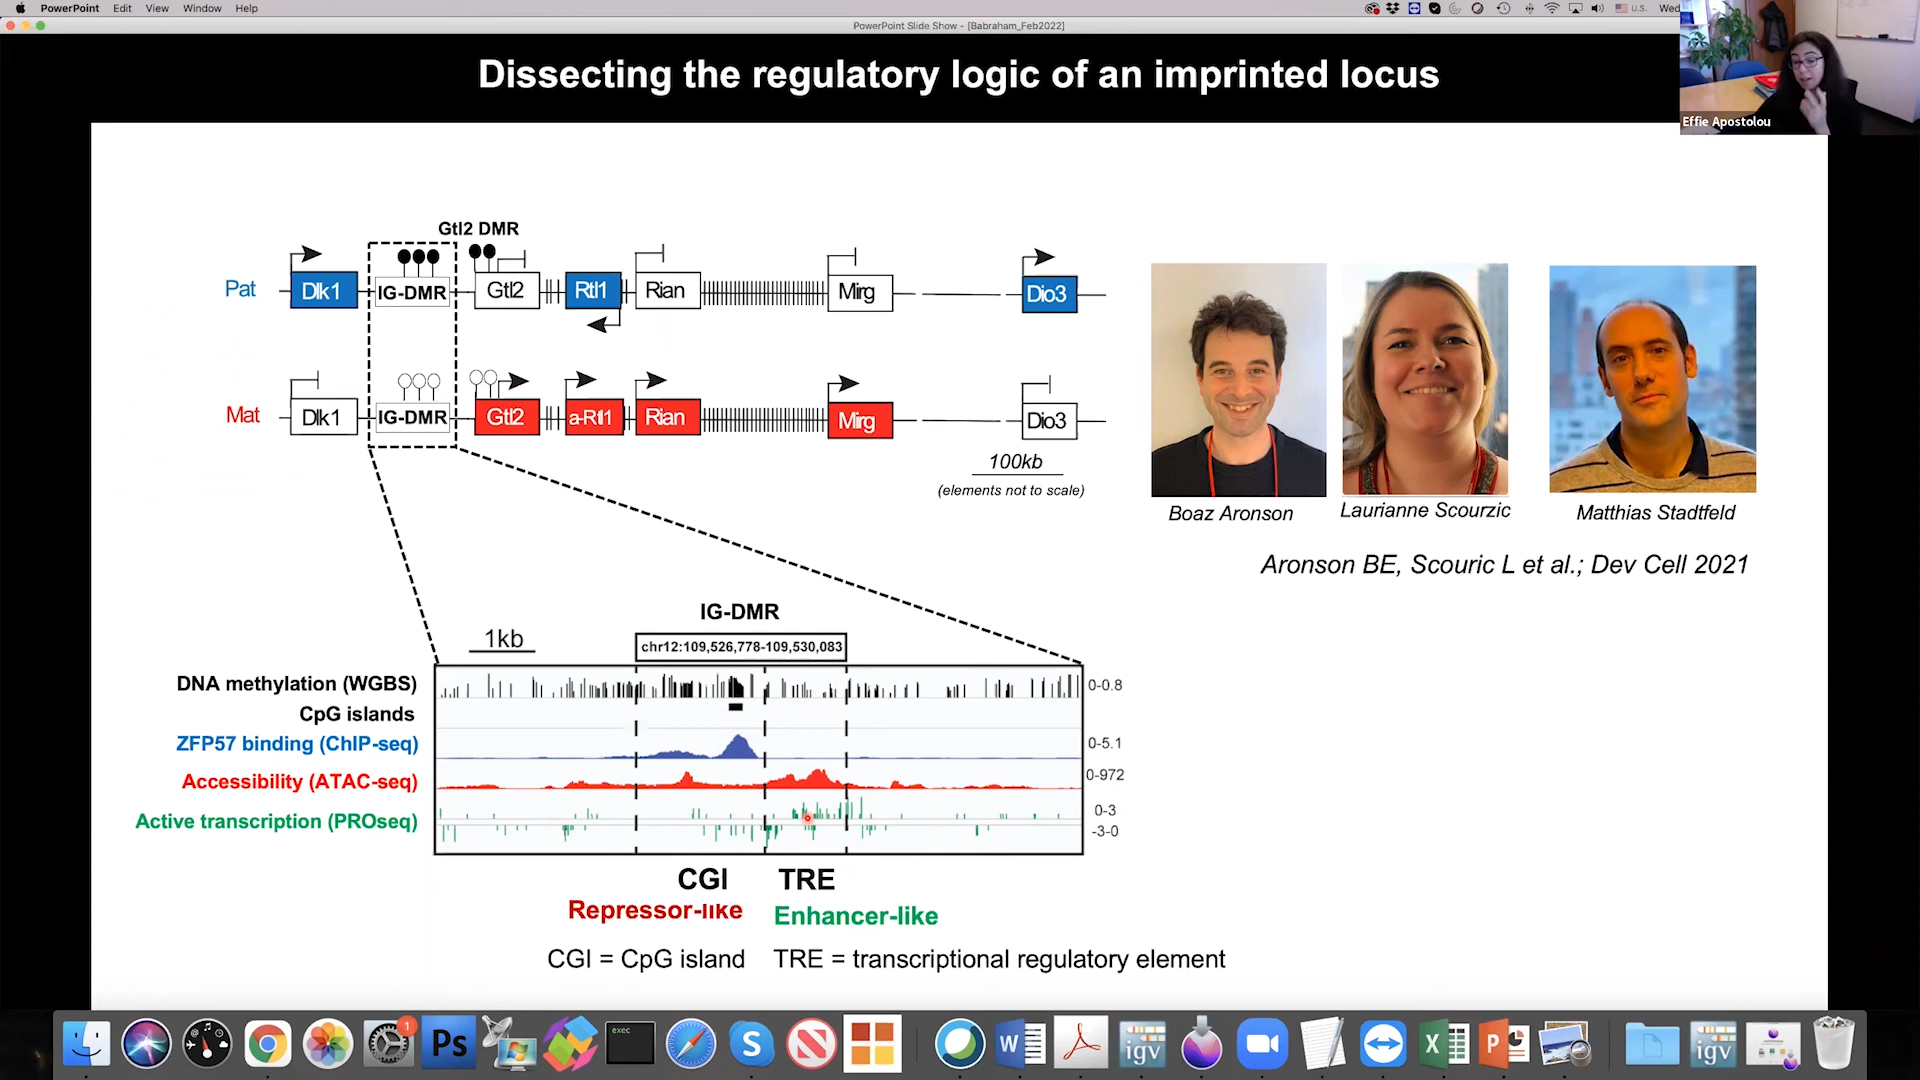 PowerPoint Edit View Window Help
U.S. Wed
PowerPoint Slide Show - [Babraham_Feb2022]
Dissecting the regulatory logic of an imprinted locus
Effie Apostolou
Gtl2 DMR
Pat Dlk1 IG-DMR Gtl2 Rtl1 Rian Mirg Dio3
Mat Dlk1 IG-DMR Gtl2 a-Rtl1 Rian Mirg Dio3
100kb
(elements not to scale)
Boaz Aronson Laurianne Scourzic Matthias Stadtfeld
Aronson BE, Scouric L et al.; Dev Cell 2021
IG-DMR
1kb
chr12:109,526,778-109,530,083
DNA methylation (WGBS) 0-0.8
CpG islands
ZFP57 binding (ChIP-seq) 0-5.1
Accessibility (ATAC-seq) 0-972
Active transcription (PROseq) 0-3
-3-0
CGI TRE
Repressor-like Enhancer-like
CGI = CpG island TRE = transcriptional regulatory element
1
Ps
exec
S
N
W
igv
X
P
igv